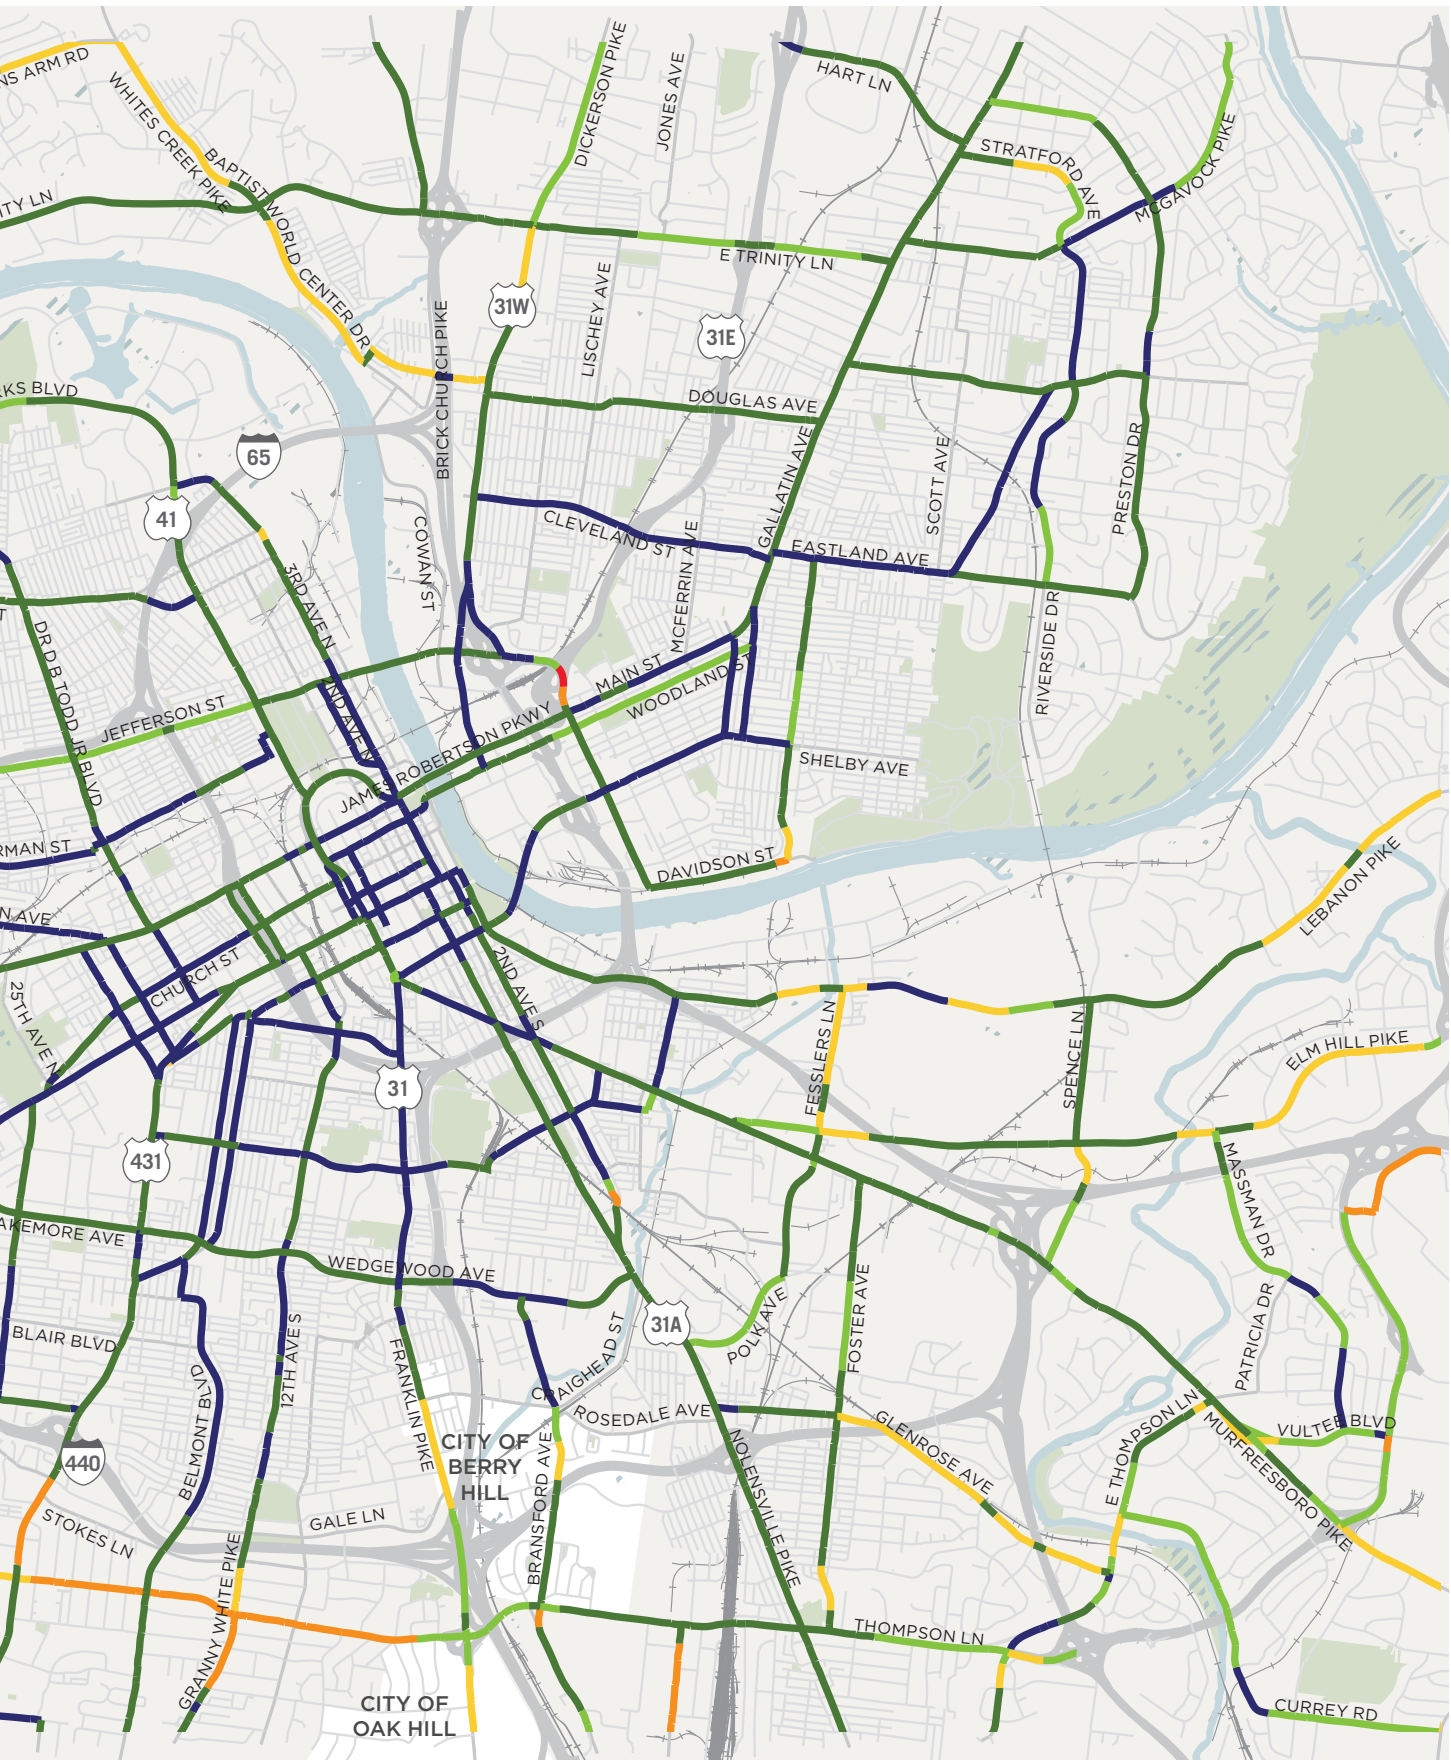 NS ARM RD
WHITES CREEK PIKE
BAPTIST WORLD CENTER DR
ITY LN
DICKERSON PIKE
JONES AVE
HART LN
STRATFORD AVE
MCGAVOCK PIKE
E TRINITY LN
31W
LISCHEY AVE
31E
BRICK CHURCH PIKE
KS BLVD
DOUGLAS AVE
65
41
GALLATIN AVE
SCOTT AVE
PRESTON DR
COWAN ST
CLEVELAND ST
MCFERRIN AVE
EASTLAND AVE
3RD AVE N
T
DR D B TODD JR BLVD
RIVERSIDE DR
MAIN ST
WOODLAND ST
2ND AVE N
JEFFERSON ST
JAMES ROBERTSON PKWY
SHELBY AVE
RMAN ST
DAVIDSON ST
LEBANON PIKE
N AVE
CHURCH ST
2ND AVE S
25TH AVE N
FESSLERS LN
SPENCE LN
ELM HILL PIKE
31
431
MASSMAN DR
AKEMORE AVE
WEDGEWOOD AVE
31A
POLK AVE
FOSTER AVE
PATRICIA DR
BLAIR BLVD
BELMONT BLVD
12TH AVE S
FRANKLIN PIKE
CRAIGHEAD ST
ROSEDALE AVE
GLENROSE AVE
E THOMPSON LN
MURFREESBORO PIKE
VULTEE BLVD
CITY OF
BERRY
HILL
440
BRANSFORD AVE
NOLENSVILLE PIKE
STOKES LN
GALE LN
GRANNY WHITE PIKE
THOMPSON LN
CITY OF
OAK HILL
CURREY RD